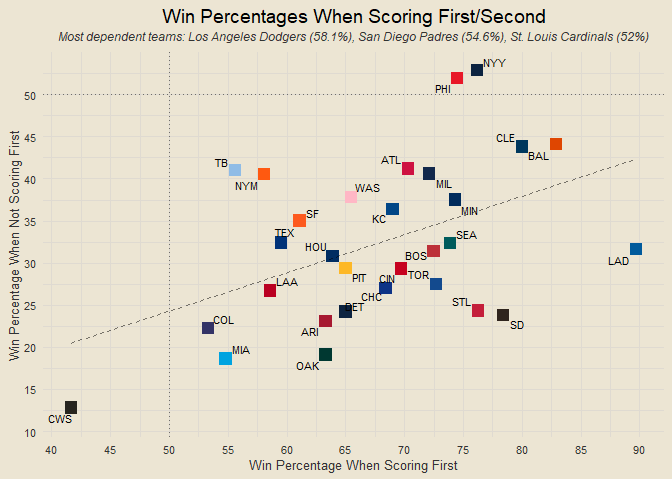 Win Percentages When Scoring First/Second
Most dependent teams: Los Angeles Dodgers (58.1%), San Diego Padres (54.6%), St. Louis Cardinals (52%)
Win Percentage When Not Scoring First
50
45
40
35
30
25
20
15
10
NYY
PHI
CLE
BAL
TB
ATL
NYM
WAS
MIL
SF
KC
MIN
TEX
HOU
SEA
BOS
LAD
PIT
CIN
TOR
LAA
CHC
DET
STL
SD
COL
ARI
MIA
OAK
CWS
40 45 50 55 60 65 70 75 80 85 90
Win Percentage When Scoring First